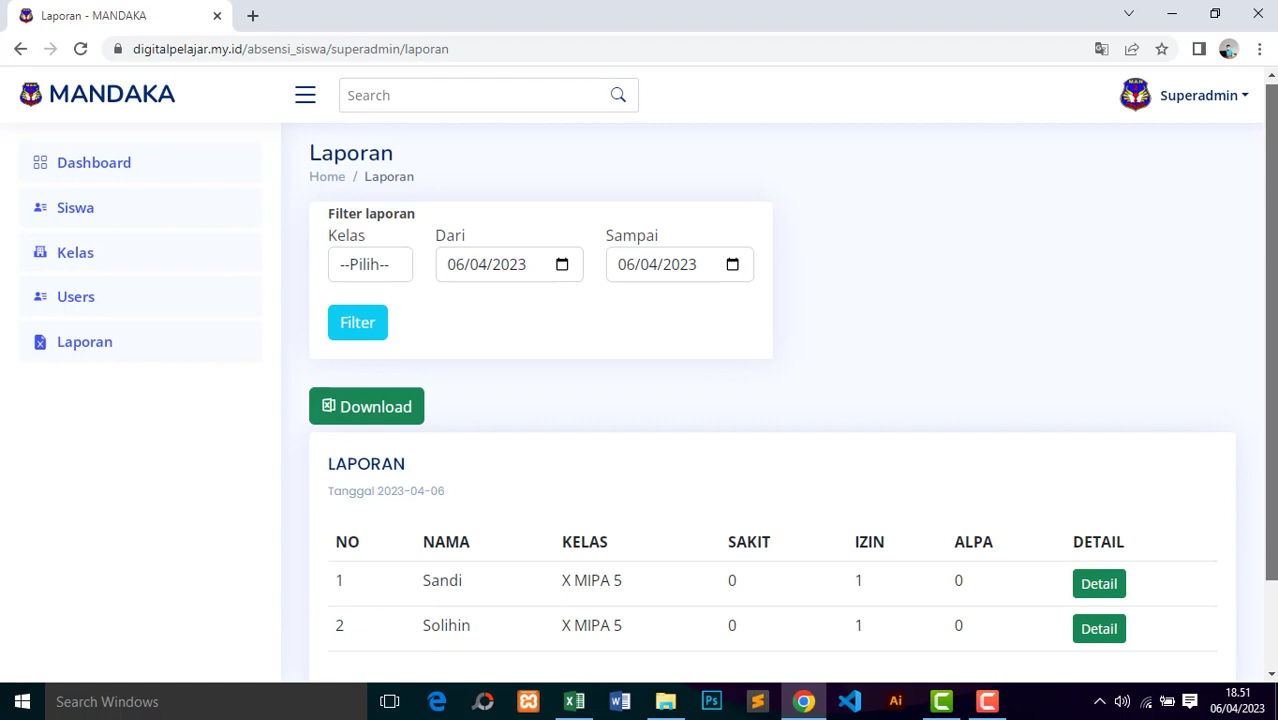 Laporan - MANDAKA
digitalpelajar.my.id/absensi_siswa/superadmin/laporan
MANDAKA
Search
Superadmin
Dashboard
Siswa
Kelas
Users
Laporan
Laporan
Home / Laporan
Filter laporan
Kelas Dari Sampai
--Pilih-- 06/04/2023 06/04/2023
Filter
Download
LAPORAN
Tanggal 2023-04-06
NO NAMA KELAS SAKIT IZIN ALPA DETAIL
1 Sandi X MIPA 5 0 1 0 Detail
2 Solihin X MIPA 5 0 1 0 Detail
Search Windows
Ps
Ai
18.51
06/04/2023